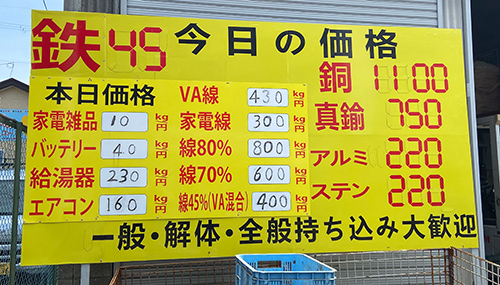 鉄 45 今日の価格
本日価格
家電雑品 10 kg円
バッテリー 40 kg円
給湯器 230 kg円
エアコン 160 kg円
VA線 430 kg円
家電線 300 kg円
線80% 800 kg円
線70% 600 kg円
線45%(VA混合) 400 kg円
銅 1100
真鍮 750
アルミ 220
ステン 220
一般・解体・全般持ち込み大歓迎